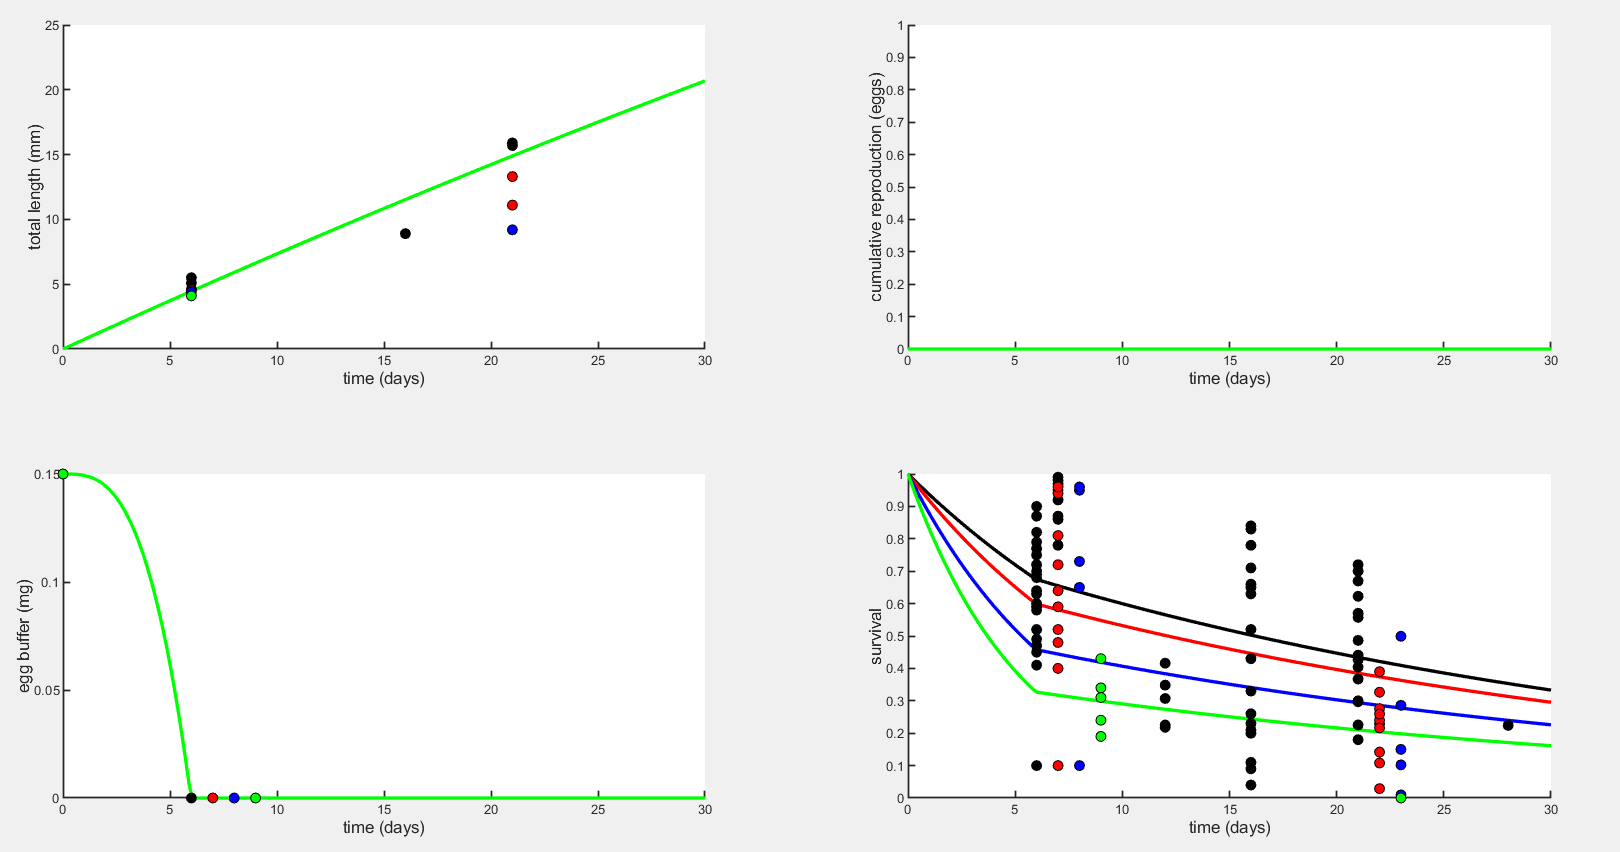 25
20
15
10
5
0
total length (mm)
0 5 10 15 20 25 30
time (days)
1
0.9
0.8
0.7
0.6
0.5
0.4
0.3
0.2
0.1
0
cumulative reproduction (eggs)
0 5 10 15 20 25 30
time (days)
0.15
0.1
0.05
0
egg buffer (mg)
0 5 10 15 20 25 30
time (days)
1
0.9
0.8
0.7
0.6
0.5
0.4
0.3
0.2
0.1
0
survival
0 5 10 15 20 25 30
time (days)